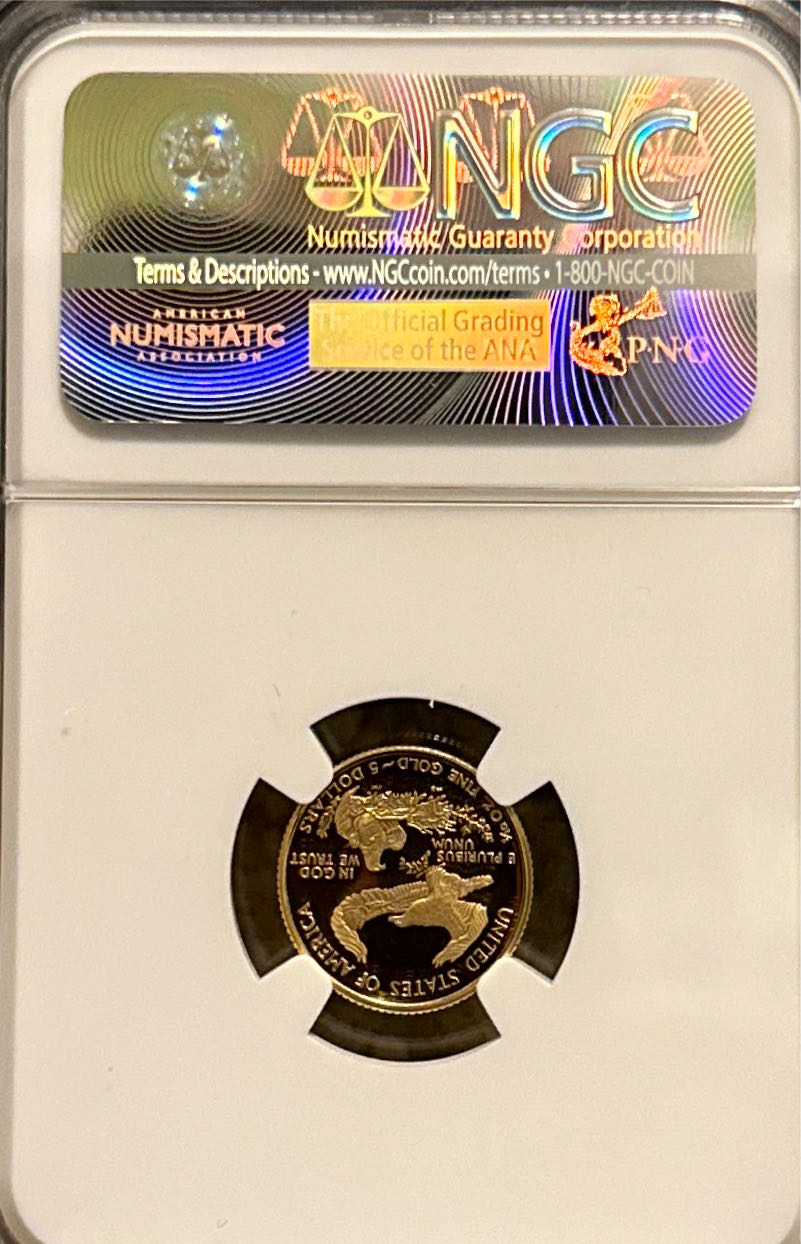 NGC
Numismatic Guaranty Corporation
Terms & Descriptions - www.NGCcoin.com/terms • 1-800-NGC-COIN
AMERICAN
NUMISMATIC
ASSOCIATION
The Official Grading
Service of the ANA
P·N·G
UNITED STATES OF AMERICA
IN GOD
WE TRUST
E PLURIBUS
UNUM
1/10 OZ. FINE GOLD~5 DOLLARS